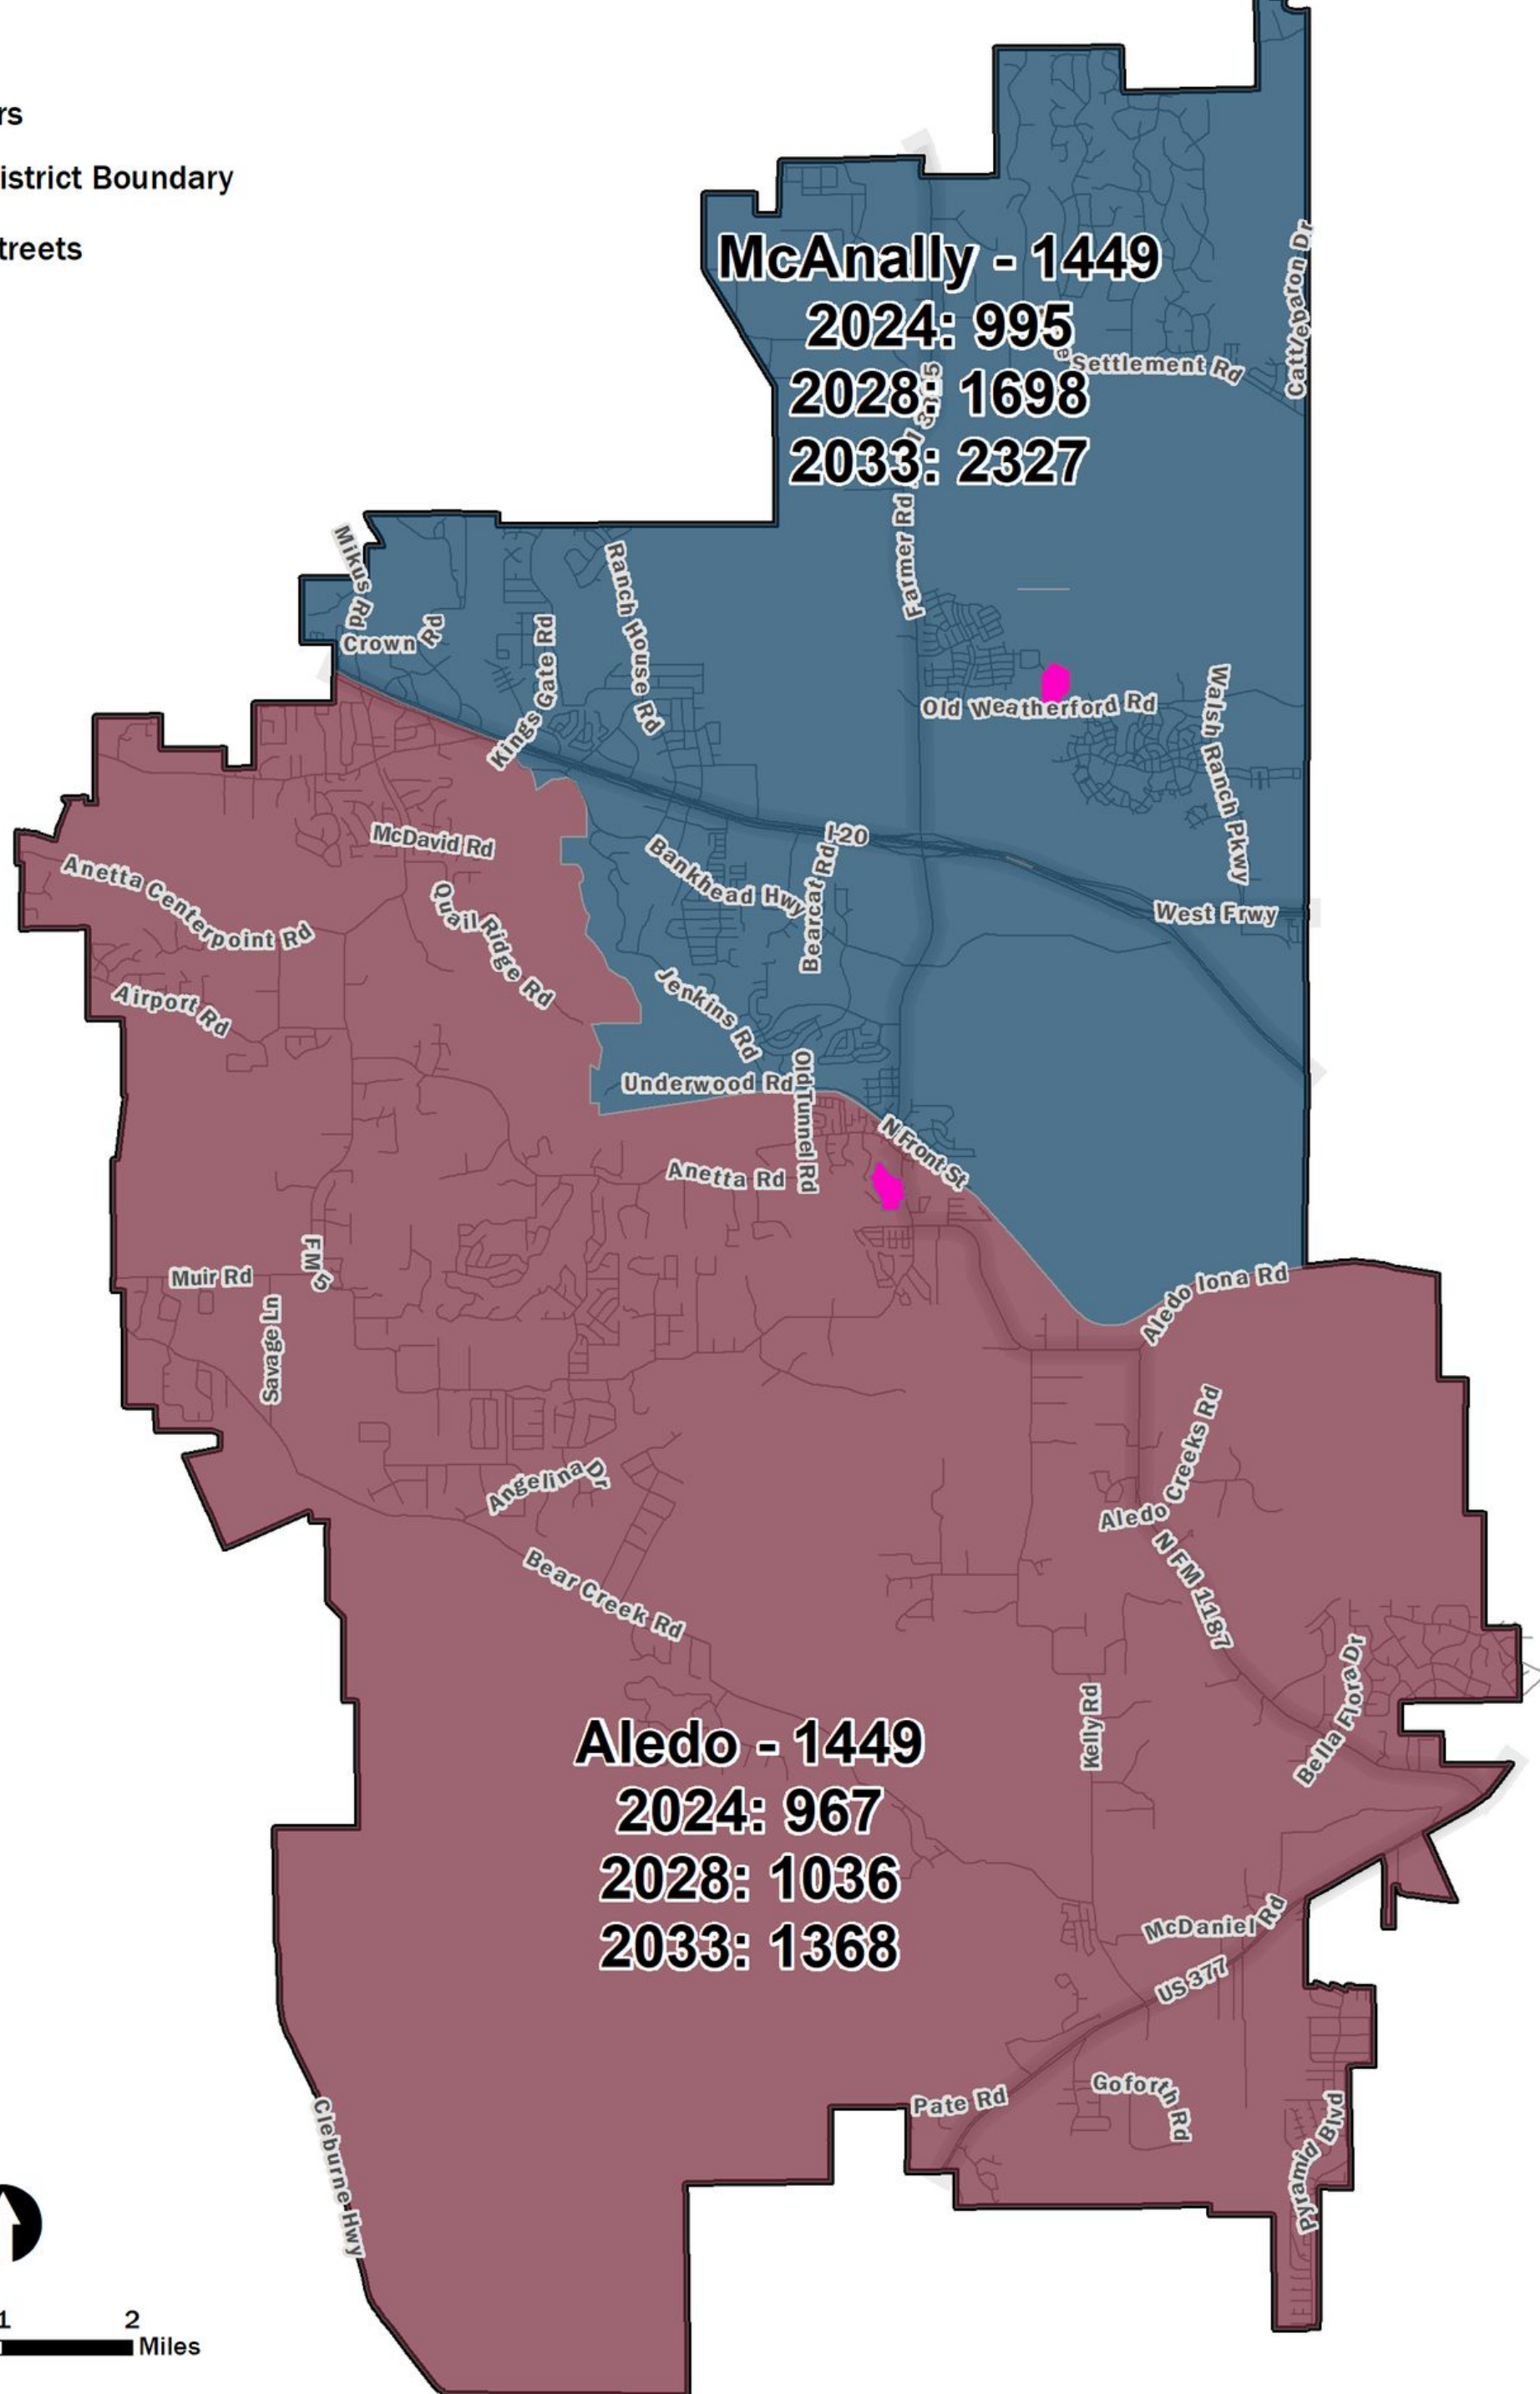 rs
istrict Boundary
treets
McAnally - 1449
2024: 995
2028: 1698
2033: 2327
Cattleparon Dr
e Settlement Rd
Farmer Rd
Mikus Rd
Crown Rd
Kings Gate Rd
Ranch House Rd
Old Weatherford Rd
Walsh Ranch Pkwy
I-20
McDavid Rd
Bankhead Hwy
Bearcat Rd
West Frwy
Anetta Centerpoint Rd
Quail Ridge Rd
Airport Rd
Jenkins Rd
Underwood Rd
Old Tunnel Rd
N Front St
Anetta Rd
FM 5
Muir Rd
Savage Ln
Aledo Iona Rd
Angelina Dr
Aledo Creeks Rd
N FM 1187
Bear Creek Rd
Bella Flora Dr
Kelly Rd
Aledo - 1449
2024: 967
2028: 1036
2033: 1368
McDaniel Rd
US 377
Pate Rd
Goforth Rd
Pyramid Blvd
Cleburne Hwy
1 2
Miles